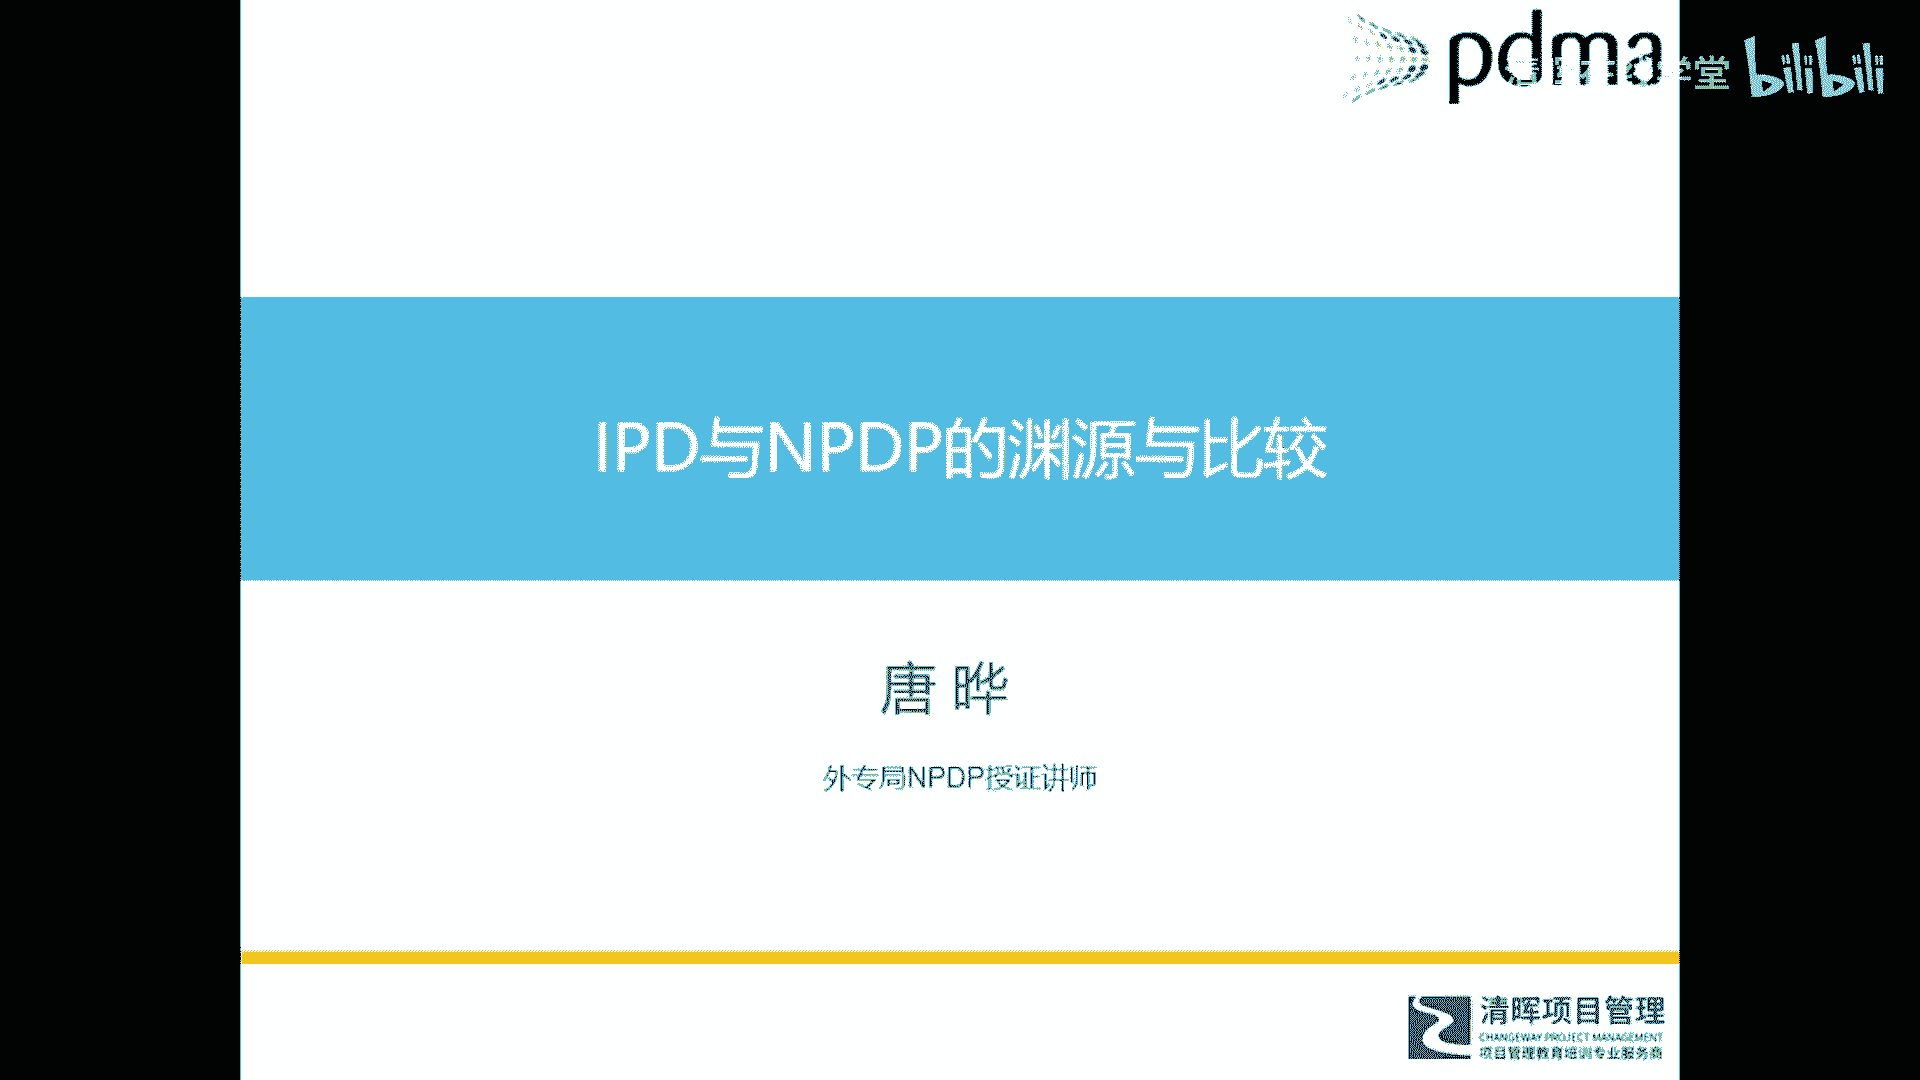 pdma
学堂 bilibili
IPD与NPDP的渊源与比较
唐 晔
外专局NPDP授证讲师
清晖项目管理
CHANGEWAY PROJECT MANAGEMENT
项目管理教育培训专业服务商